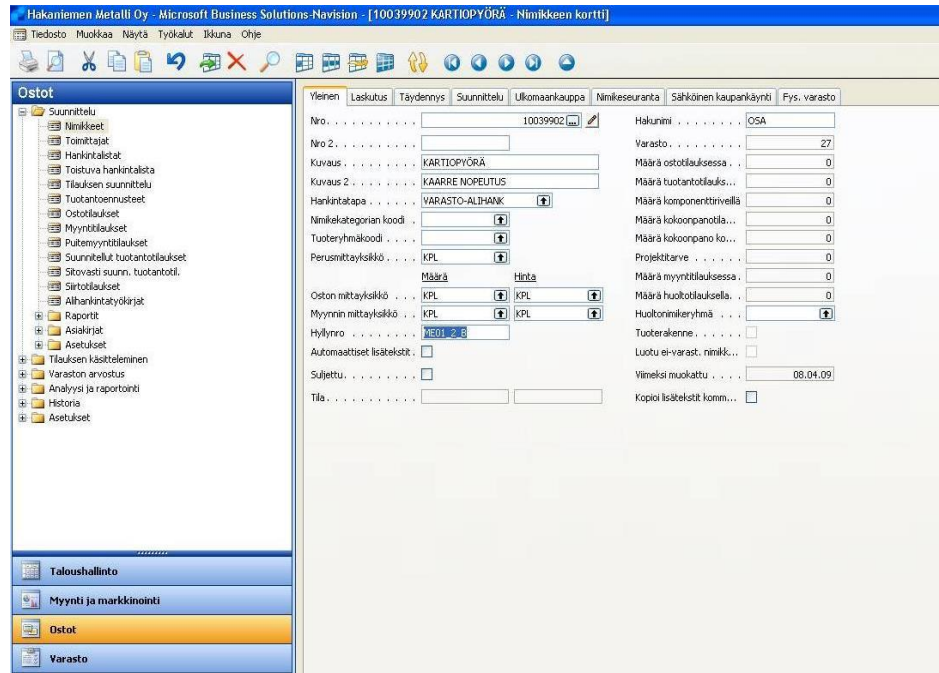 Hakaniemen Metalli Oy - Microsoft Business Solutions-Navision - [10039902 KARTIOPYÖRÄ - Nimikkeen kortti]
Tiedosto Muokkaa Näytä Työkalut Ikkuna Ohje
Ostot
Suunnittelu
Nimikkeet
Toimittajat
Hankintalistat
Toistuva hankintalista
Tilauksen suunnittelu
Tuotantoennusteet
Ostotilaukset
Myyntitilaukset
Puitemyyntitilaukset
Suunnitellut tuotantotilaukset
Sitovasti suunn. tuotantotil.
Siirtotilaukset
Alihankintatyökirjat
Raportit
Asiakirjat
Asetukset
Tilauksen käsitteleminen
Varaston arvostus
Analyysi ja raportointi
Historia
Asetukset
Taloushallinto
Myynti ja markkinointi
Ostot
Varasto
Yleinen Laskutus Täydennys Suunnittelu Ulkomaankauppa Nimikeseuranta Sähköinen kaupankäynti Fys. varasto
Nro. . . . . . . . . . . 10039902 ...
Nro 2. . . . . . . . . .
Kuvaus . . . . . . . . . KARTIOPYÖRÄ
Kuvaus 2 . . . . . . . . KAARRE NOPEUTUS
Hankintatapa . . . . . . VARASTO-ALIHANK
Nimikekategorian koodi .
Tuoteryhmäkoodi . . . .
Perusmittayksikkö . . . . KPL
Määrä Hinta
Oston mittayksikkö . . . KPL KPL
Myynnin mittayksikkö . . KPL KPL
Hyllynro . . . . . . . . ME01_2_B
Automaattiset lisätekstit .
Suljettu. . . . . . . . .
Tila . . . . . . . . . . .
Hakunimi . . . . . . . . OSA
Varasto. . . . . . . . . 27
Määrä ostotilauksessa . . 0
Määrä tuotantotilauks... 0
Määrä komponenttiriveillä 0
Määrä kokoonpanotila... 0
Määrä kokoonpano ko... 0
Projektitarve . . . . . . 0
Määrä myyntitilauksessa . 0
Määrä huoltotilauksella. . 0
Huoltonimikeryhmä . . .
Tuoterakenne . . . . . .
Luotu ei-varast. nimikk...
Viimeksi muokattu . . . . 08.04.09
Kopioi lisätekstit komm...